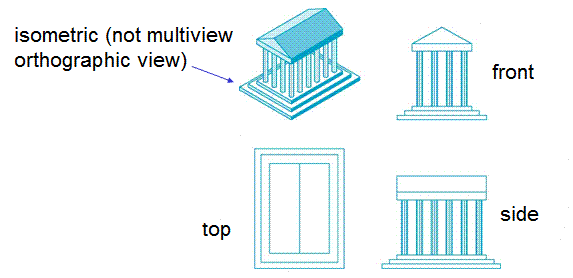 isometric (not multiview
orthographic view)
front
top
side